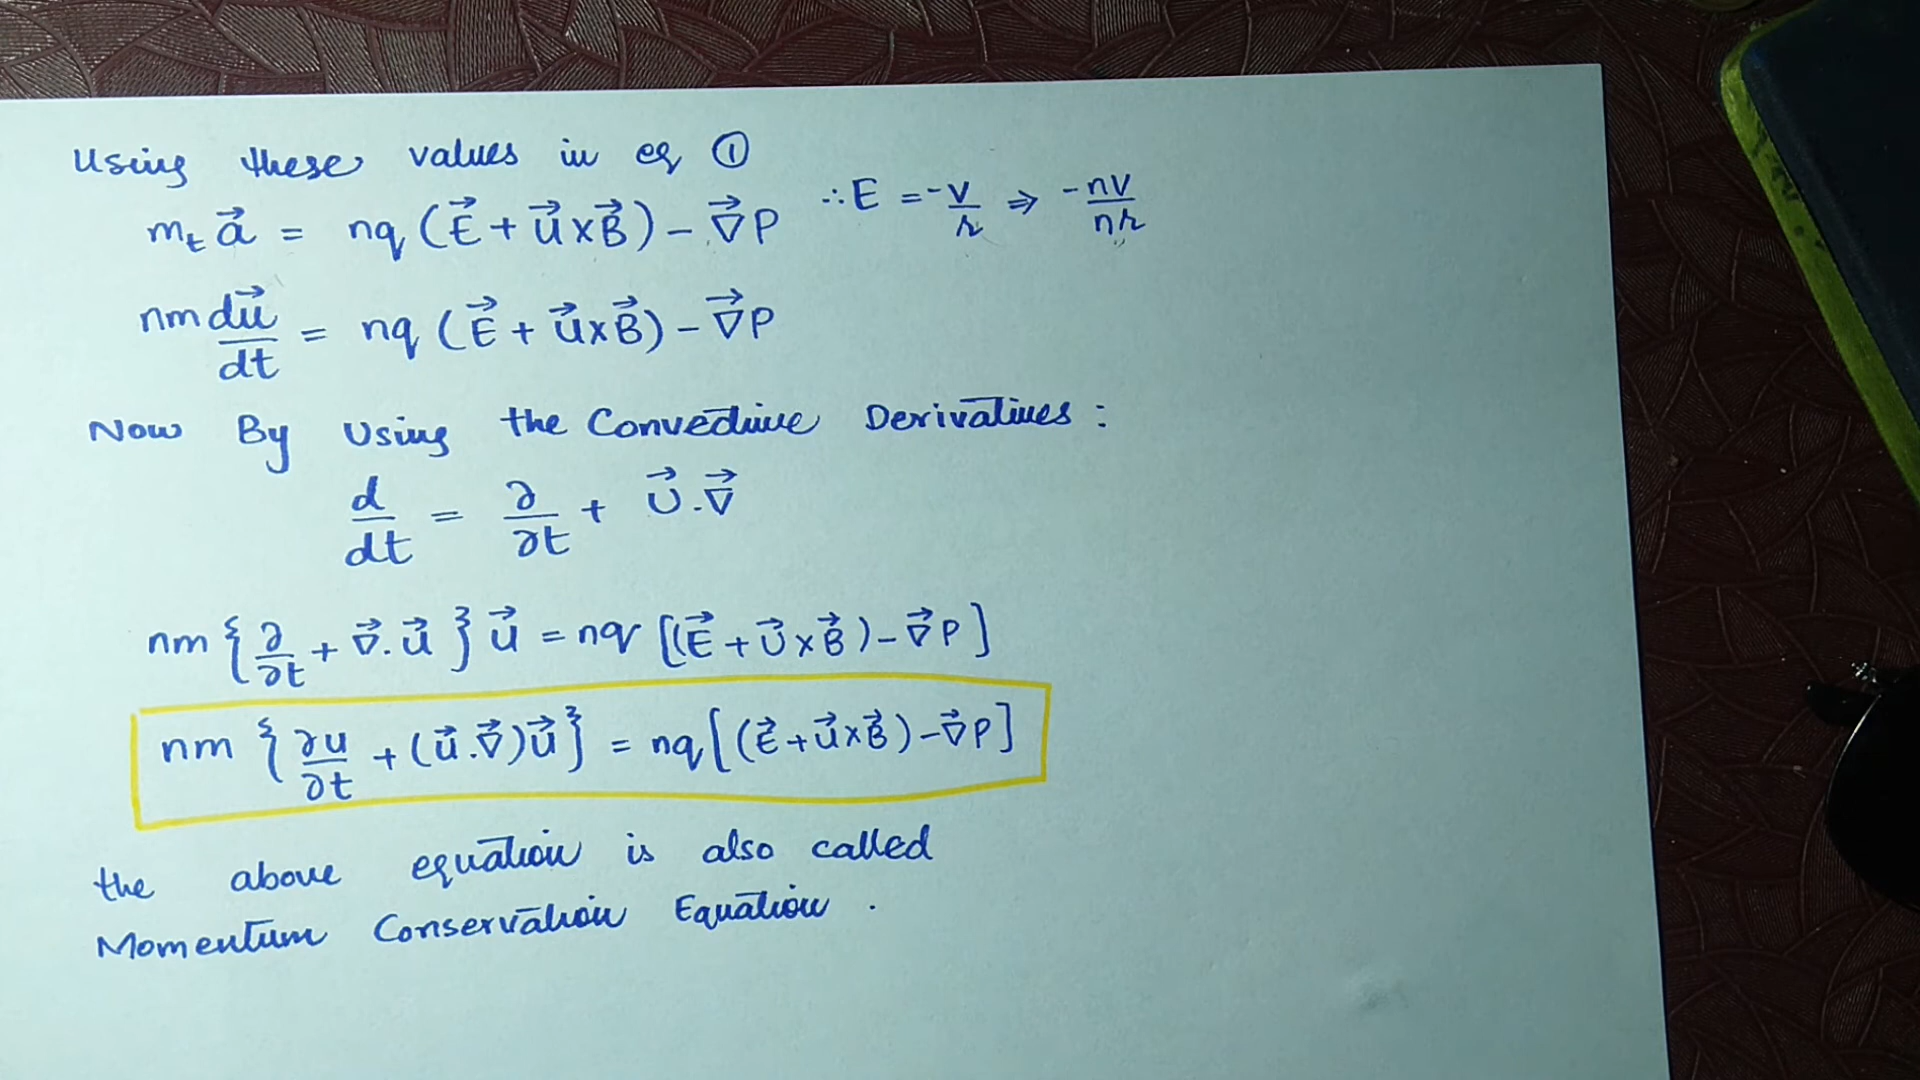 Using these values in eq ①
m_t a⃗ = nq (E⃗ + U⃗ × B⃗) - ∇⃗P ∴ E = -V/r ⇒ -nV/nr
nm du⃗/dt = nq (E⃗ + u⃗ × B⃗) - ∇⃗P
Now By Using the Convective Derivatives :
d/dt = ∂/∂t + U⃗.∇⃗
nm {∂/∂t + ∇⃗.u⃗} u⃗ = nq [(E⃗ + U⃗ × B⃗) - ∇⃗P]
nm {∂u/∂t + (u⃗.∇⃗)u⃗} = nq [(E⃗ + u⃗ × B⃗) - ∇⃗P]
the above equation is also called
Momentum Conservation Equation .